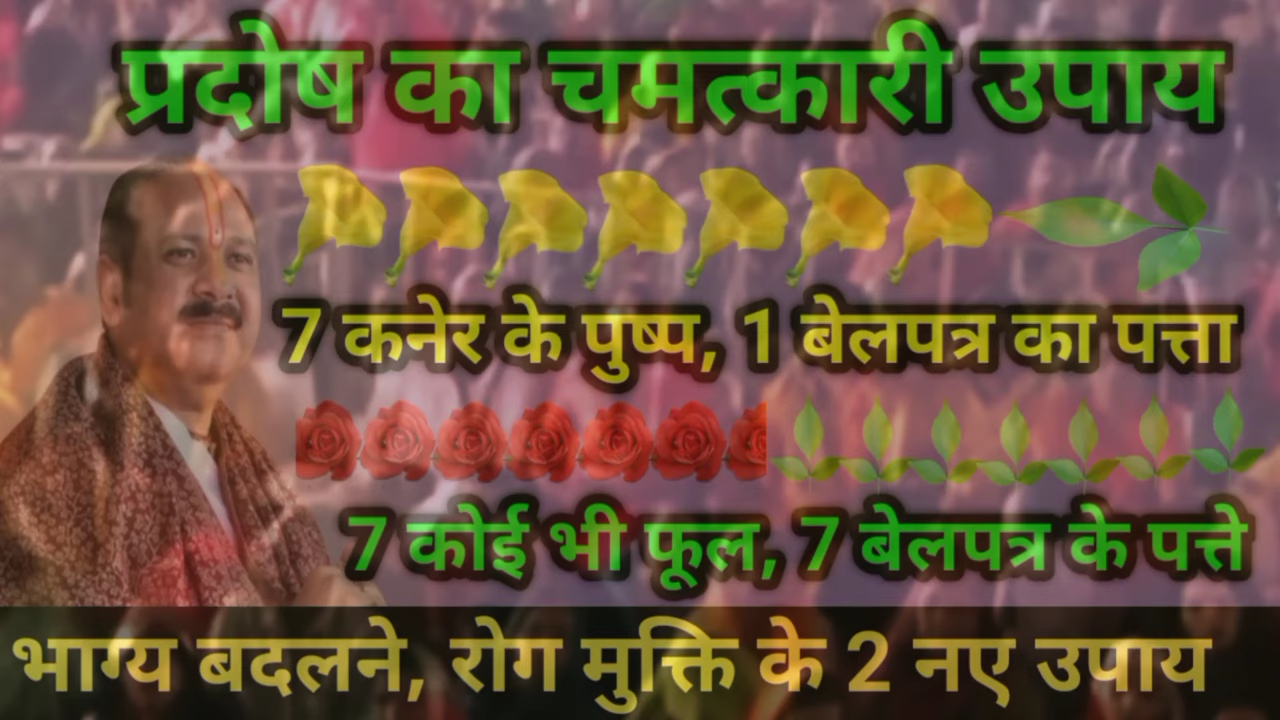 प्रदोष का चमत्कारी उपाय
7 कनेर के पुष्प, 1 बेलपत्र का पत्ता
7 कोई भी फूल, 7 बेलपत्र के पत्ते
भाग्य बदलने, रोग मुक्ति के 2 नए उपाय